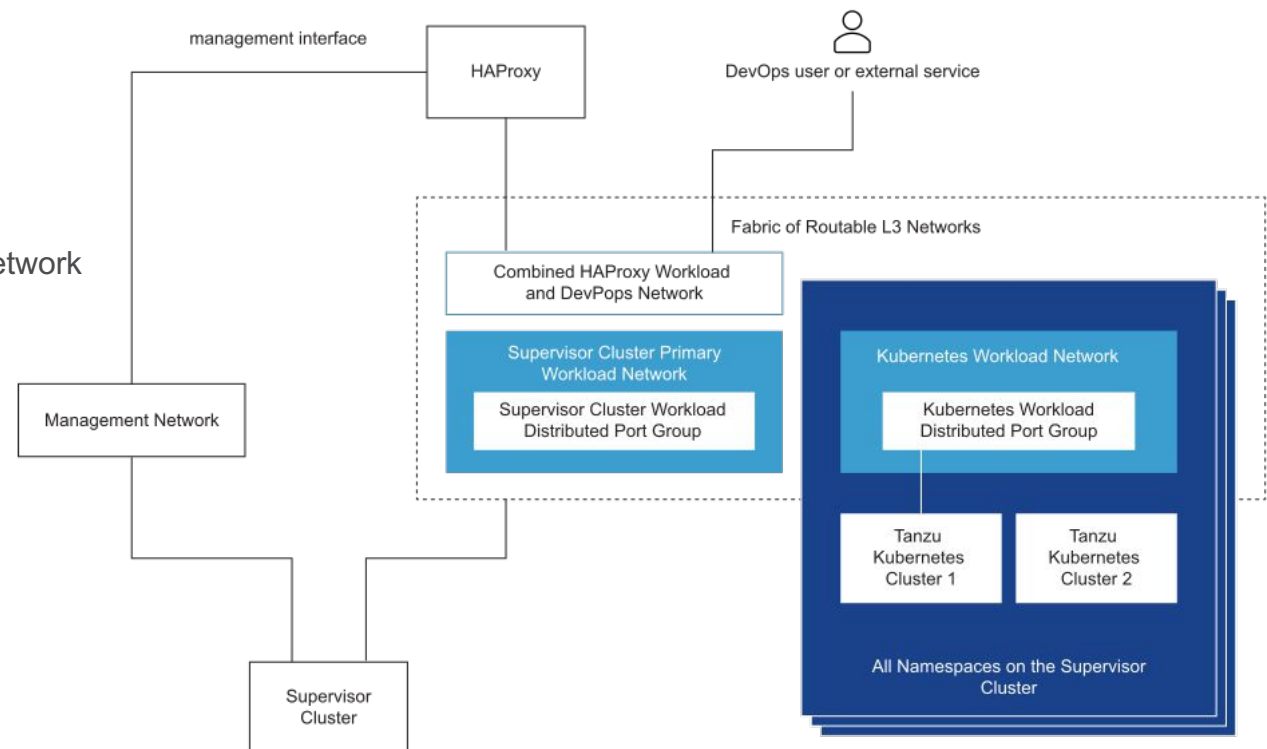 management interface
HAProxy
DevOps user or external service
Fabric of Routable L3 Networks
etwork
Combined HAProxy Workload
and DevPops Network
Supervisor Cluster Primary
Workload Network
Supervisor Cluster Workload
Distributed Port Group
Kubernetes Workload Network
Kubernetes Workload
Distributed Port Group
Management Network
Tanzu
Kubernetes
Cluster 1
Tanzu
Kubernetes
Cluster 2
All Namespaces on the Supervisor
Cluster
Supervisor
Cluster